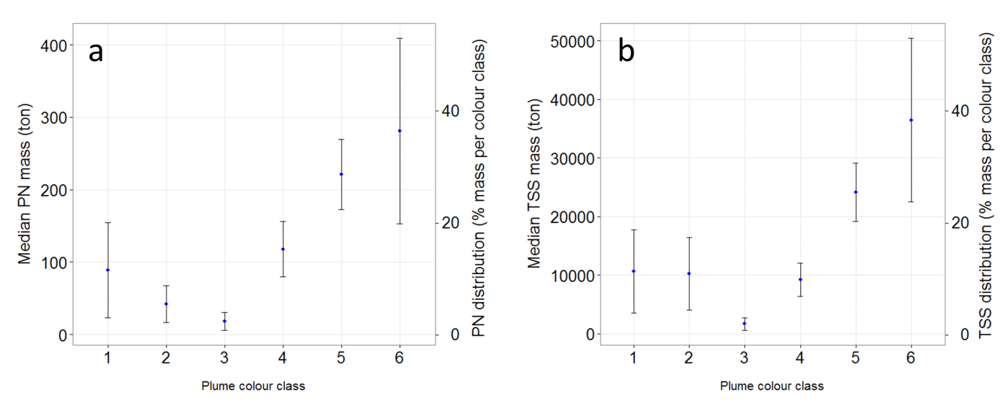 a
Median PN mass (ton)
400
300
200
100
0
1 2 3 4 5 6
Plume colour class
40
20
0
PN distribution (% mass per colour class)
b
Median TSS mass (ton)
50000
40000
30000
20000
10000
0
1 2 3 4 5 6
Plume colour class
40
20
0
TSS distribution (% mass per colour class)